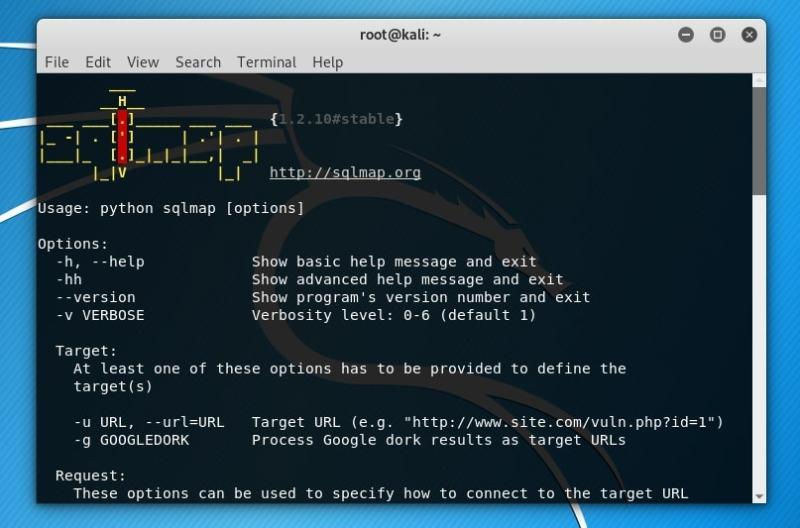 root@kali: ~
File Edit View Search Terminal Help
        ___
       __H__
 ___ ___[.]_____ ___ ___  {1.2.10#stable}
|_ -| . [']     | .'| . |
|___|_  [.]_|_|_|__,|  _|
      |_|V          |_|   http://sqlmap.org
Usage: python sqlmap [options]
Options:
  -h, --help            Show basic help message and exit
  -hh                   Show advanced help message and exit
  --version             Show program's version number and exit
  -v VERBOSE            Verbosity level: 0-6 (default 1)
  Target:
    At least one of these options has to be provided to define the
    target(s)
    -u URL, --url=URL   Target URL (e.g. "http://www.site.com/vuln.php?id=1")
    -g GOOGLEDORK       Process Google dork results as target URLs
  Request:
    These options can be used to specify how to connect to the target URL